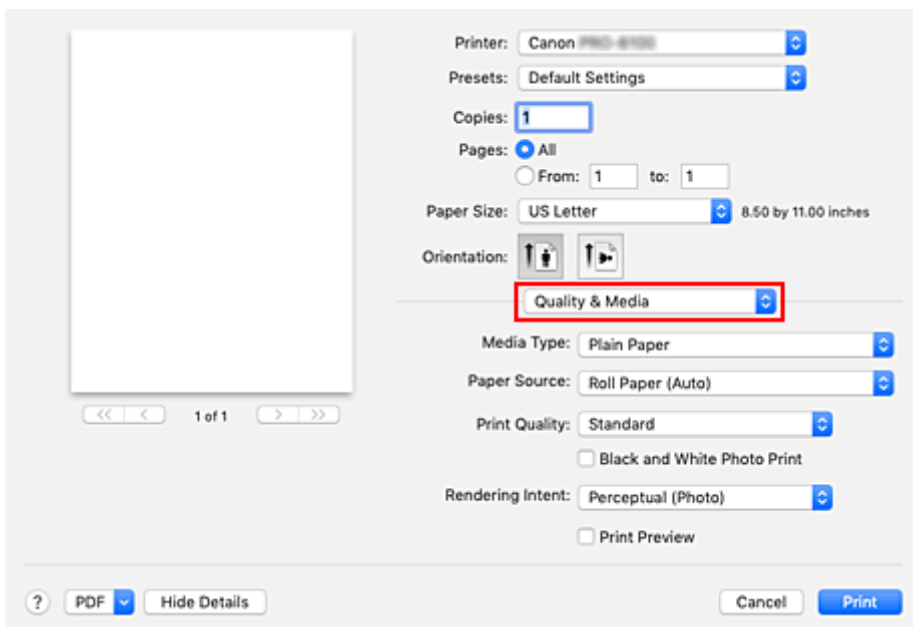 Printer: Canon
Presets: Default Settings
Copies: 1
Pages: All
From: 1 to: 1
Paper Size: US Letter 8.50 by 11.00 inches
Orientation:
Quality & Media
Media Type: Plain Paper
Paper Source: Roll Paper (Auto)
<< < 1 of 1 > >>
Print Quality: Standard
Black and White Photo Print
Rendering Intent: Perceptual (Photo)
Print Preview
? PDF Hide Details Cancel Print